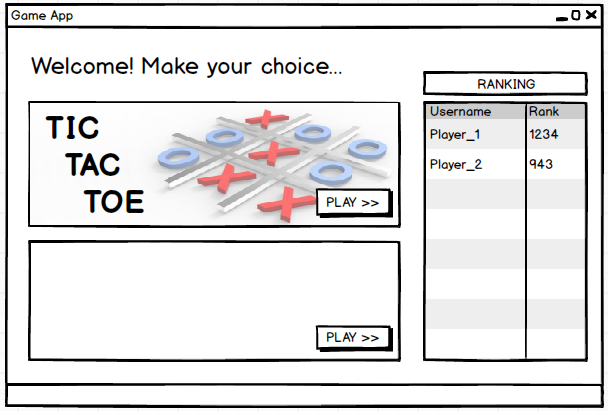 Game App
Welcome! Make your choice...
TIC
TAC
TOE
PLAY >>
PLAY >>
RANKING
Username Rank
Player_1 1234
Player_2 943